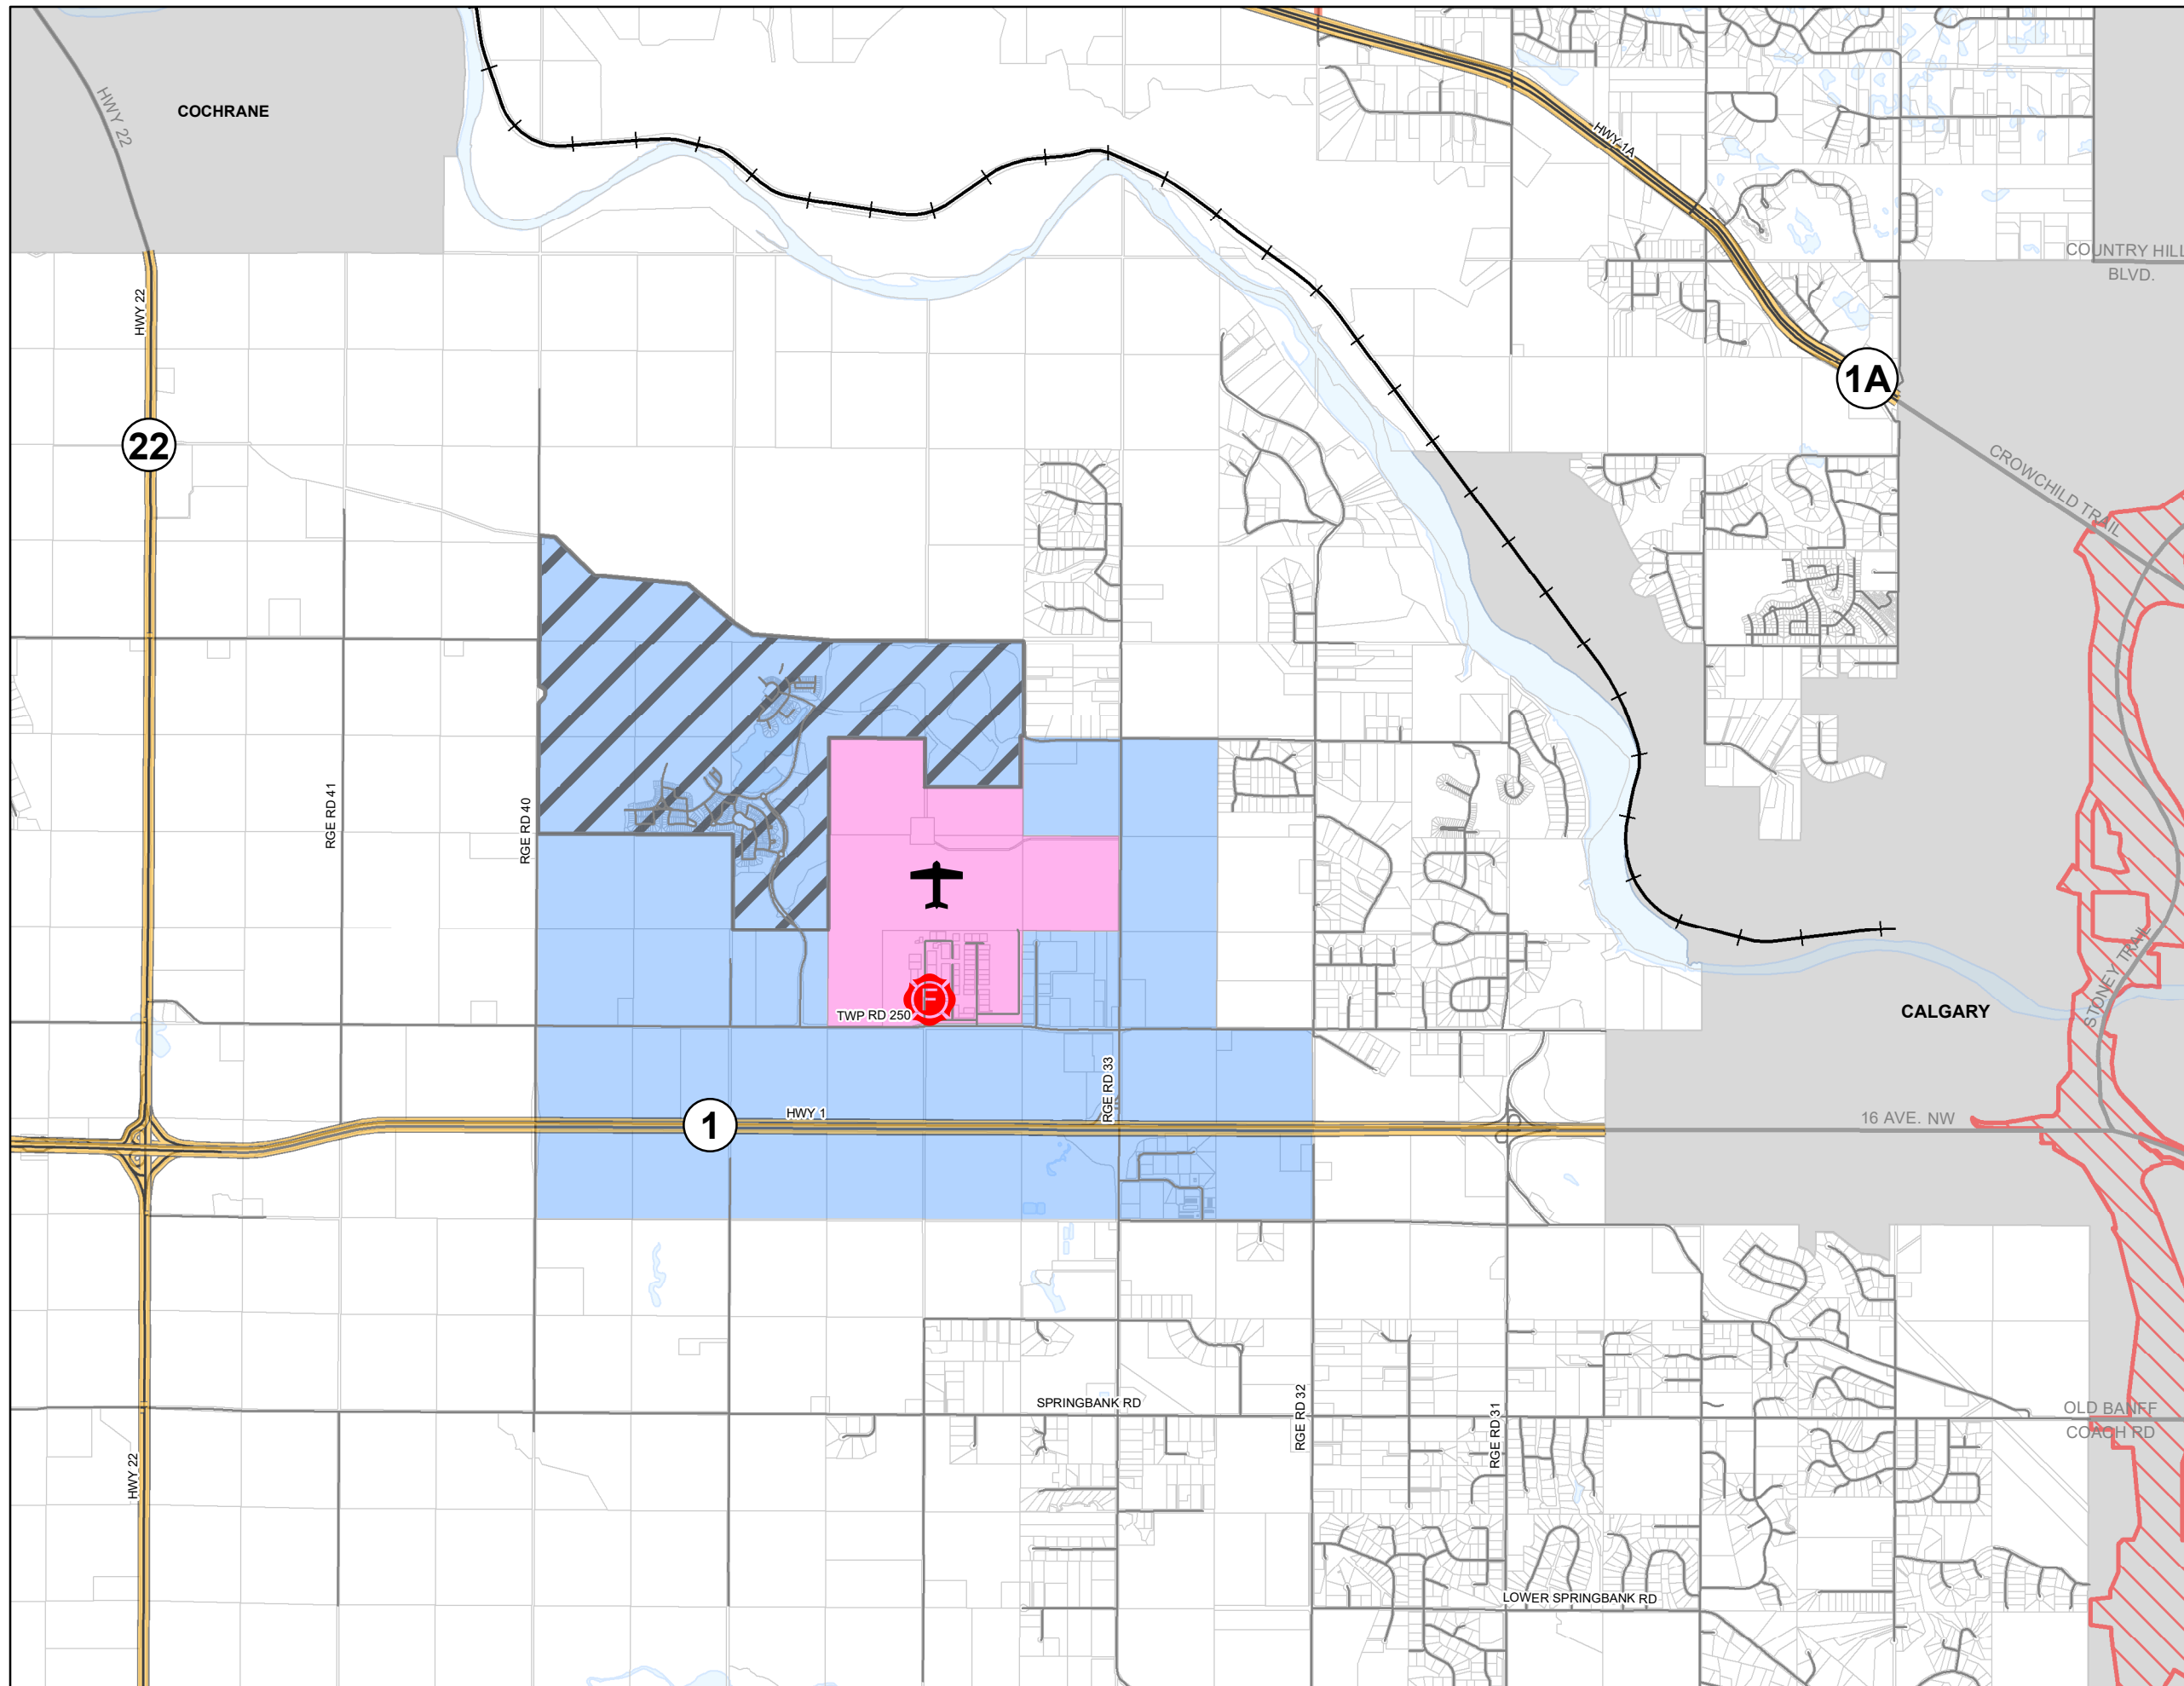 COCHRANE
HWY 22
HWY 1A
COUNTRY HILL
BLVD.
HWY 22
1A
22
CROWCHILD TRAIL
RGE RD 41
RGE RD 40
F
TWP RD 250
CALGARY
STONEY TRAIL
RGE RD 33
1
HWY 1
16 AVE. NW
SPRINGBANK RD
RGE RD 32
RGE RD 31
OLD BANFF
COACH RD
HWY 22
LOWER SPRINGBANK RD